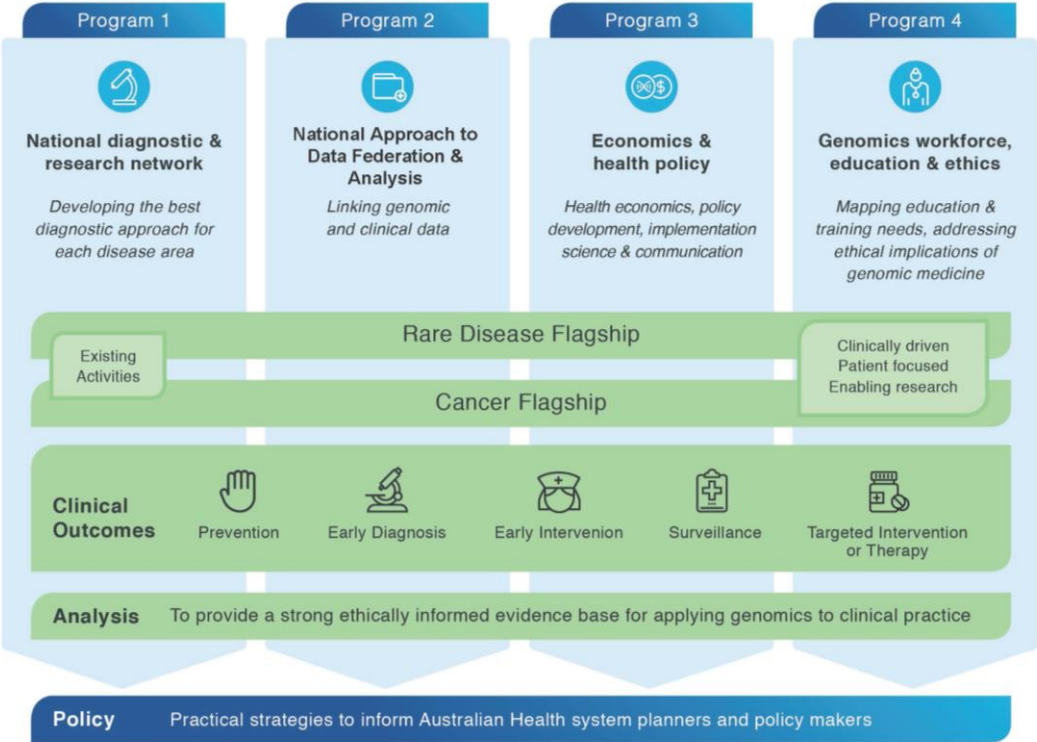 Program 1
Program 2
Program 3
Program 4
National diagnostic &
research network
Developing the best
diagnostic approach for
each disease area
National Approach to
Data Federation &
Analysis
Linking genomic
and clinical data
Economics &
health policy
Health economics, policy
development, implementation
science & communication
Genomics workforce,
education & ethics
Mapping education &
training needs, addressing
ethical implications of
genomic medicine
Rare Disease Flagship
Existing
Activities
Clinically driven
Patient focused
Enabling research
Cancer Flagship
Clinical
Outcomes
Prevention
Early Diagnosis
Early Intervenion
Surveillance
Targeted Intervention
or Therapy
Analysis To provide a strong ethically informed evidence base for applying genomics to clinical practice
Policy Practical strategies to inform Australian Health system planners and policy makers